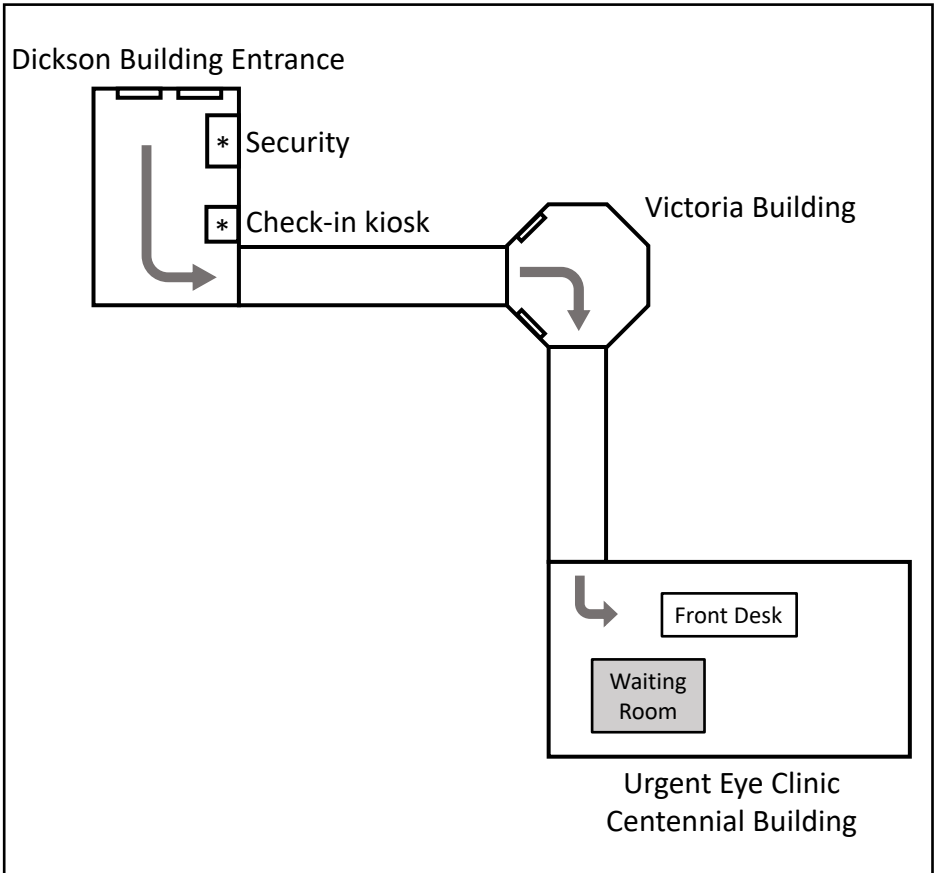 Dickson Building Entrance
* Security
* Check-in kiosk
Victoria Building
Front Desk
Waiting
Room
Urgent Eye Clinic
Centennial Building